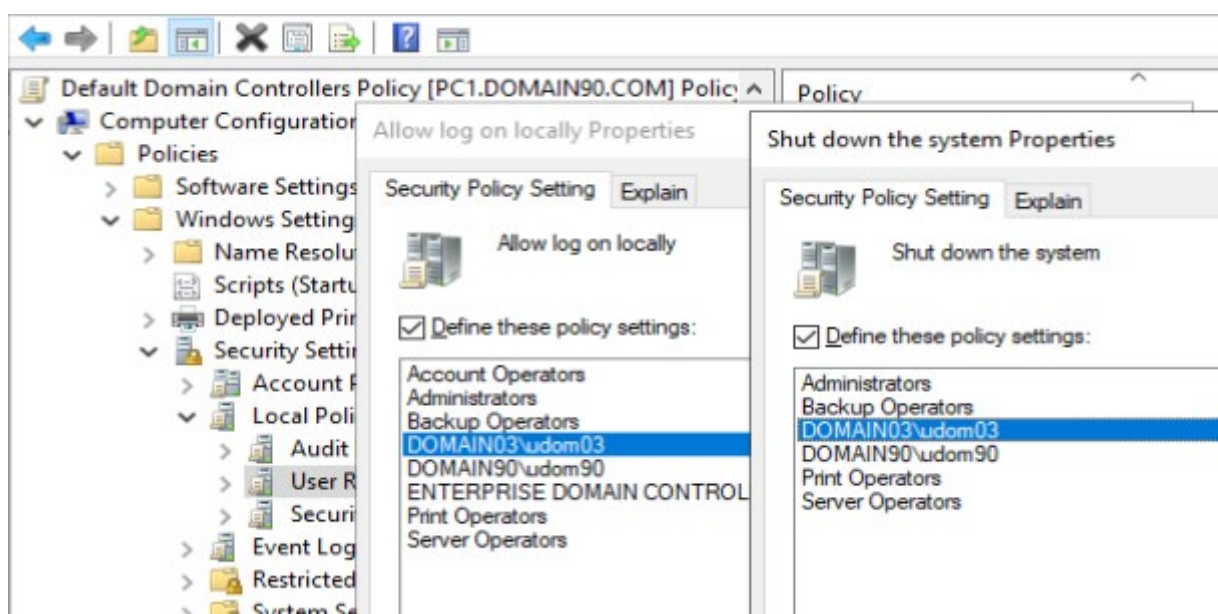 Default Domain Controllers Policy [PC1.DOMAIN90.COM] Policy
Computer Configuration
Policies
Software Settings
Windows Setting
Name Resolu
Scripts (Startu
Deployed Prin
Security Settin
Account P
Local Poli
Audit
User R
Securi
Event Log
Restricted
System Se
Policy
Allow log on locally Properties
Security Policy Setting
Explain
Allow log on locally
Define these policy settings:
Account Operators
Administrators
Backup Operators
DOMAIN03\udom03
DOMAIN90\udom90
ENTERPRISE DOMAIN CONTROL
Print Operators
Server Operators
Shut down the system Properties
Security Policy Setting
Explain
Shut down the system
Define these policy settings:
Administrators
Backup Operators
DOMAIN03\udom03
DOMAIN90\udom90
Print Operators
Server Operators